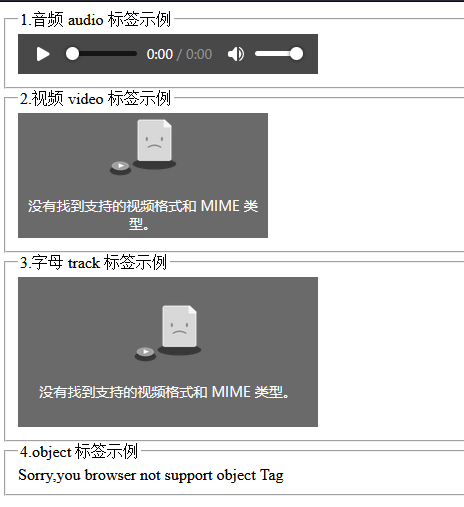 1.音频 audio 标签示例
0:00 / 0:00
2.视频 video 标签示例
没有找到支持的视频格式和 MIME 类
型。
3.字母 track 标签示例
没有找到支持的视频格式和 MIME 类型。
4.object 标签示例
Sorry,you browser not support object Tag